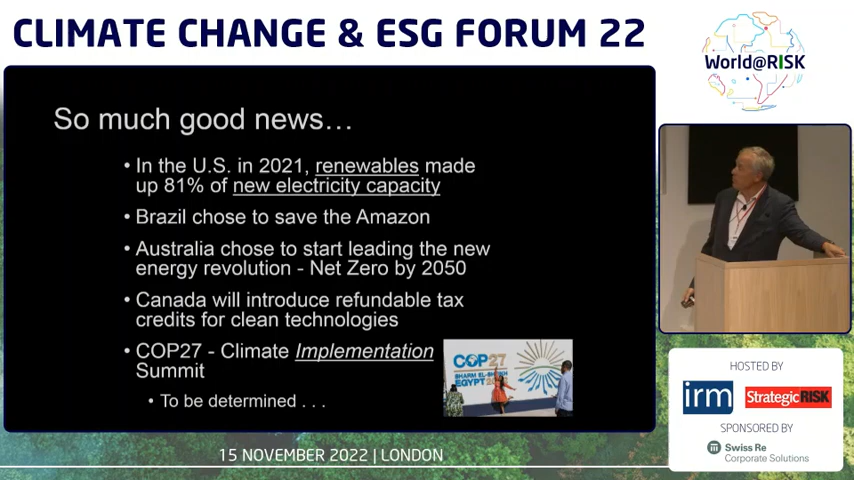 CLIMATE CHANGE & ESG FORUM 22
World@RISK
So much good news…
• In the U.S. in 2021, renewables made
up 81% of new electricity capacity
• Brazil chose to save the Amazon
• Australia chose to start leading the new
energy revolution - Net Zero by 2050
• Canada will introduce refundable tax
credits for clean technologies
• COP27 - Climate Implementation
Summit
• To be determined . . .
COP27
SHARM EL-SHEIKH
EGYPT
HOSTED BY
irm
StrategicRISK
SPONSORED BY
Swiss Re
Corporate Solutions
15 NOVEMBER 2022 | LONDON